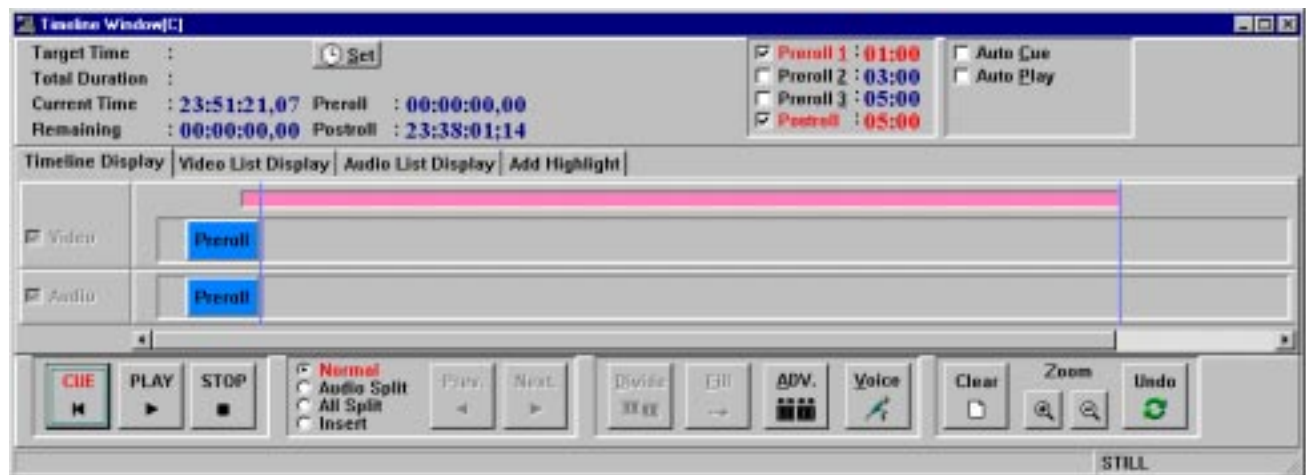 Timeline Window[C]
Target Time : Set
Total Duration :
Current Time : 23:51:21,07 Preroll : 00:00:00,00
Remaining : 00:00:00,00 Postroll : 23:38:01;14
Preroll 1 : 01:00
Preroll 2 : 03:00
Preroll 3 : 05:00
Postroll : 05:00
Auto Cue
Auto Play
Timeline Display Video List Display Audio List Display Add Highlight
Video Preroll
Audio Preroll
CUE PLAY STOP
Normal
Audio Split
All Split
Insert
Prev. Next.
Divide Fill ADV. Voice
Clear Zoom Undo
STILL